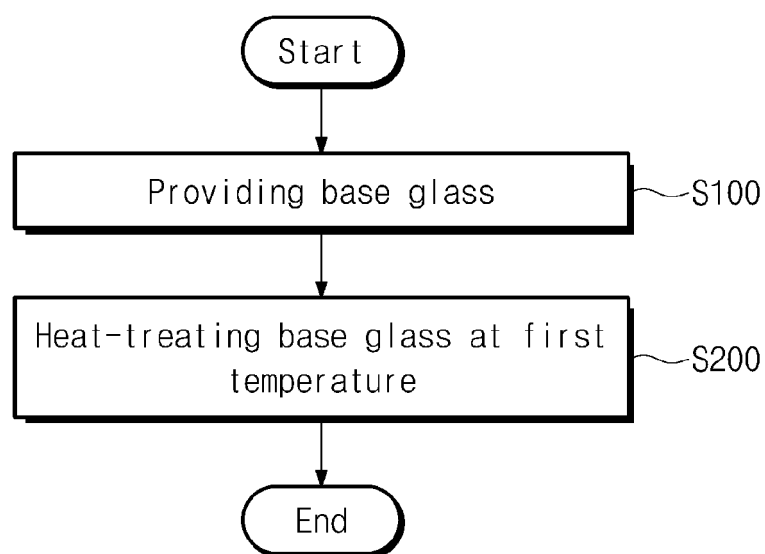 Start
Providing base glass
S100
Heat-treating base glass at first
temperature
S200
End